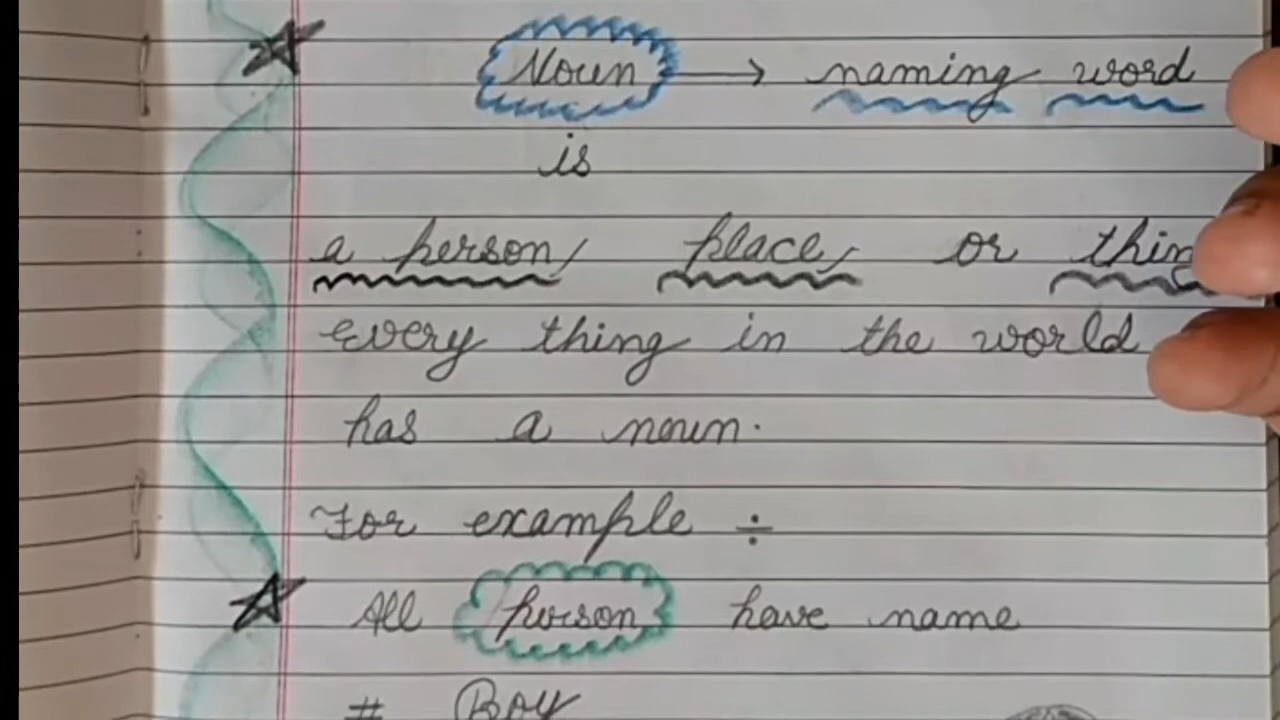 Noun → naming word
is
a person, place, or thing
every thing in the world
has a noun.
For example ÷
All person have name
# Boy